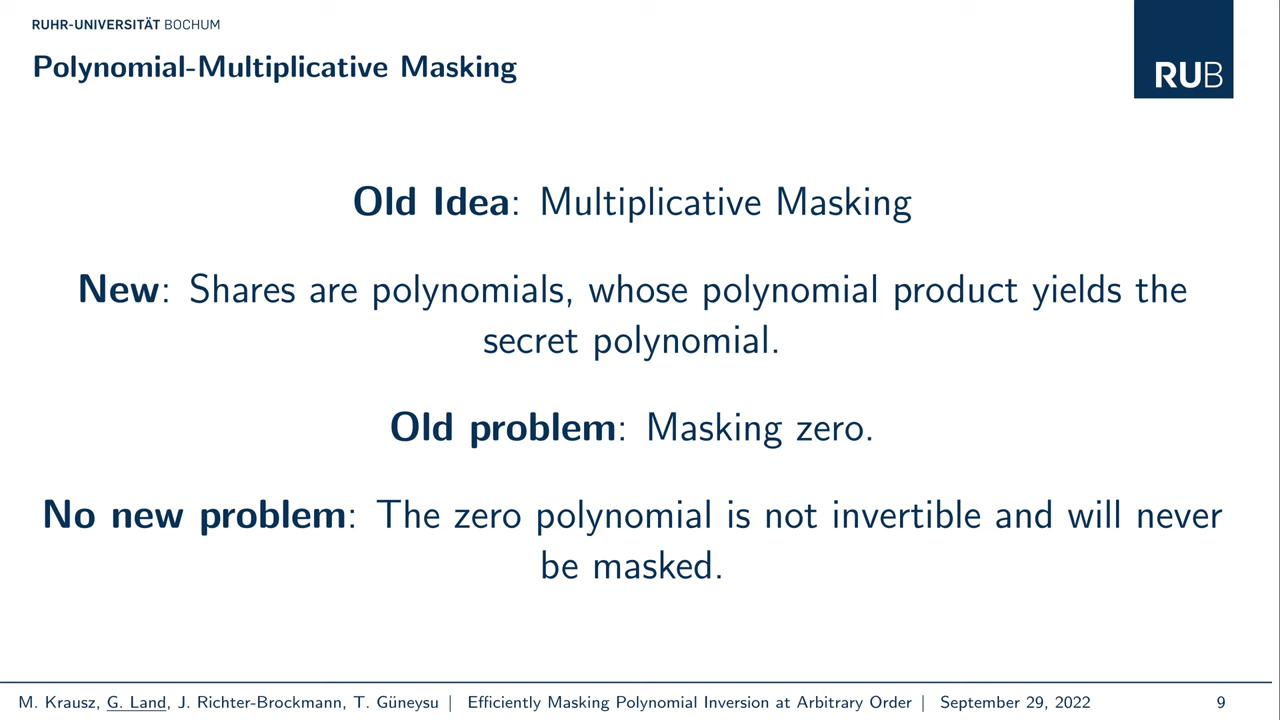 RUHR-UNIVERSITÄT BOCHUM
Polynomial-Multiplicative Masking
RUB
Old Idea: Multiplicative Masking
New: Shares are polynomials, whose polynomial product yields the
secret polynomial.
Old problem: Masking zero.
No new problem: The zero polynomial is not invertible and will never
be masked.
M. Krausz, G. Land, J. Richter-Brockmann, T. Güneysu | Efficiently Masking Polynomial Inversion at Arbitrary Order | September 29, 2022 9